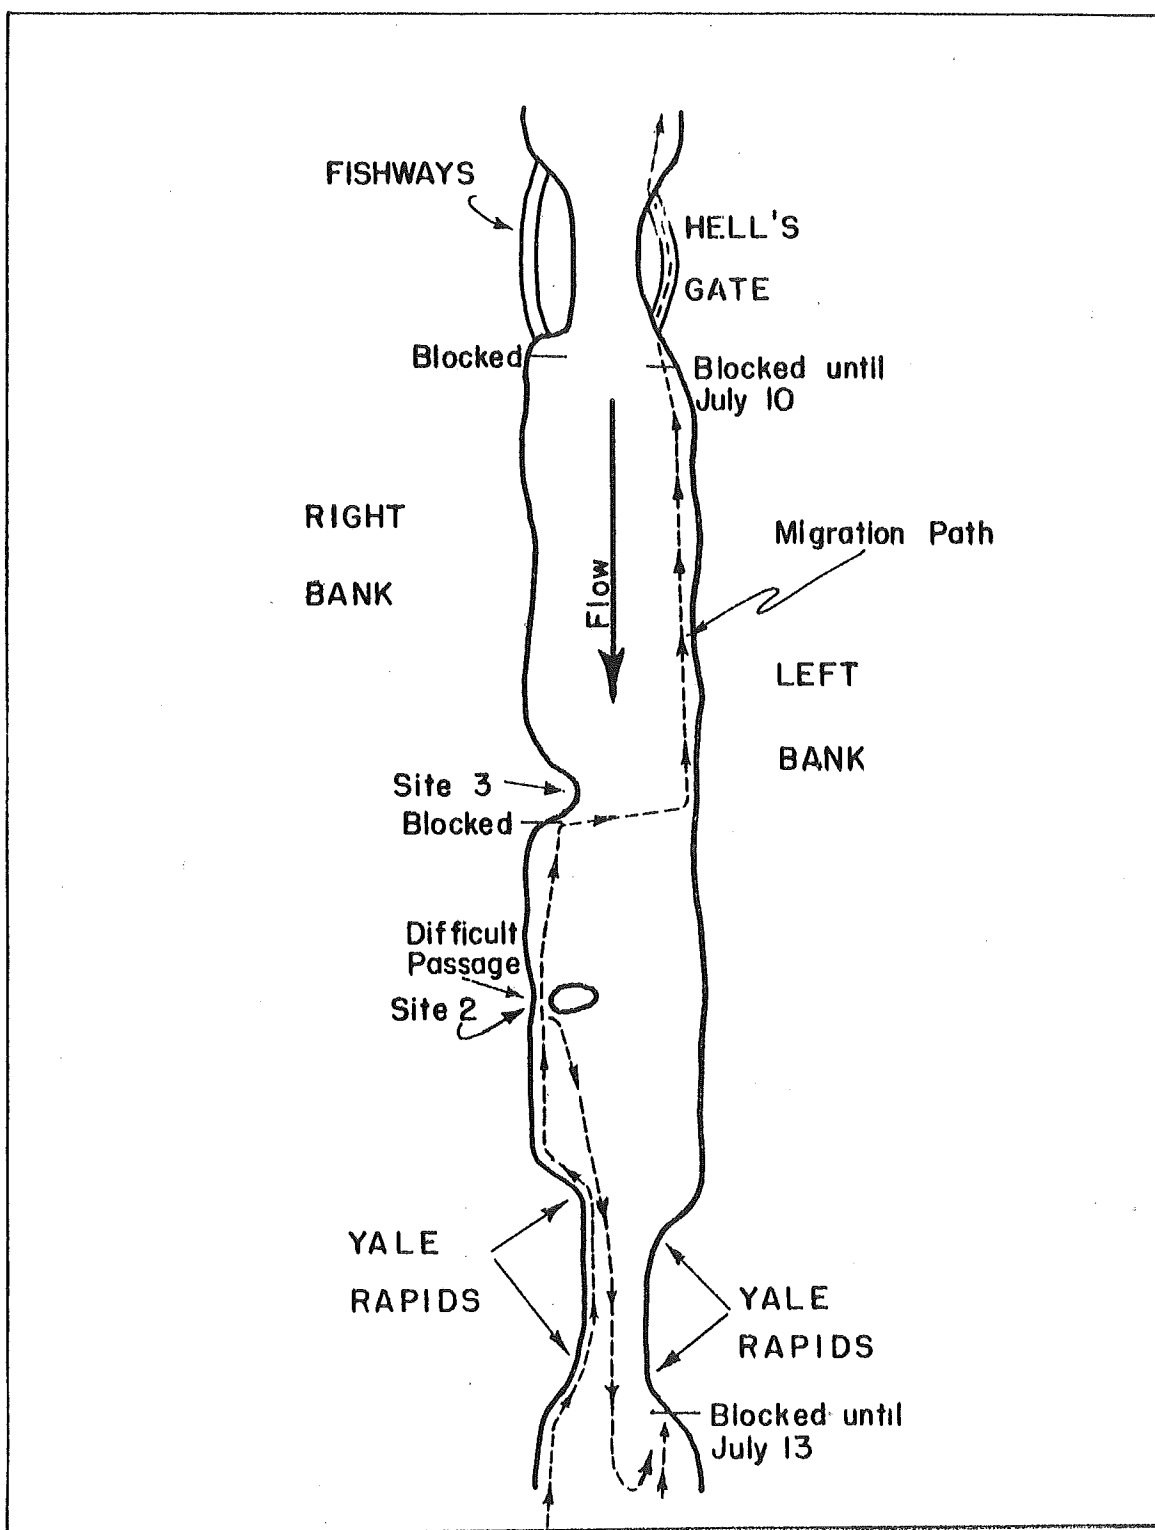 FISHWAYS
HELL'S
GATE
Blocked
Blocked until
July 10
RIGHT
BANK
Flow
Migration Path
LEFT
BANK
Site 3
Blocked
Difficult
Passage
Site 2
YALE
RAPIDS
YALE
RAPIDS
Blocked until
July 13